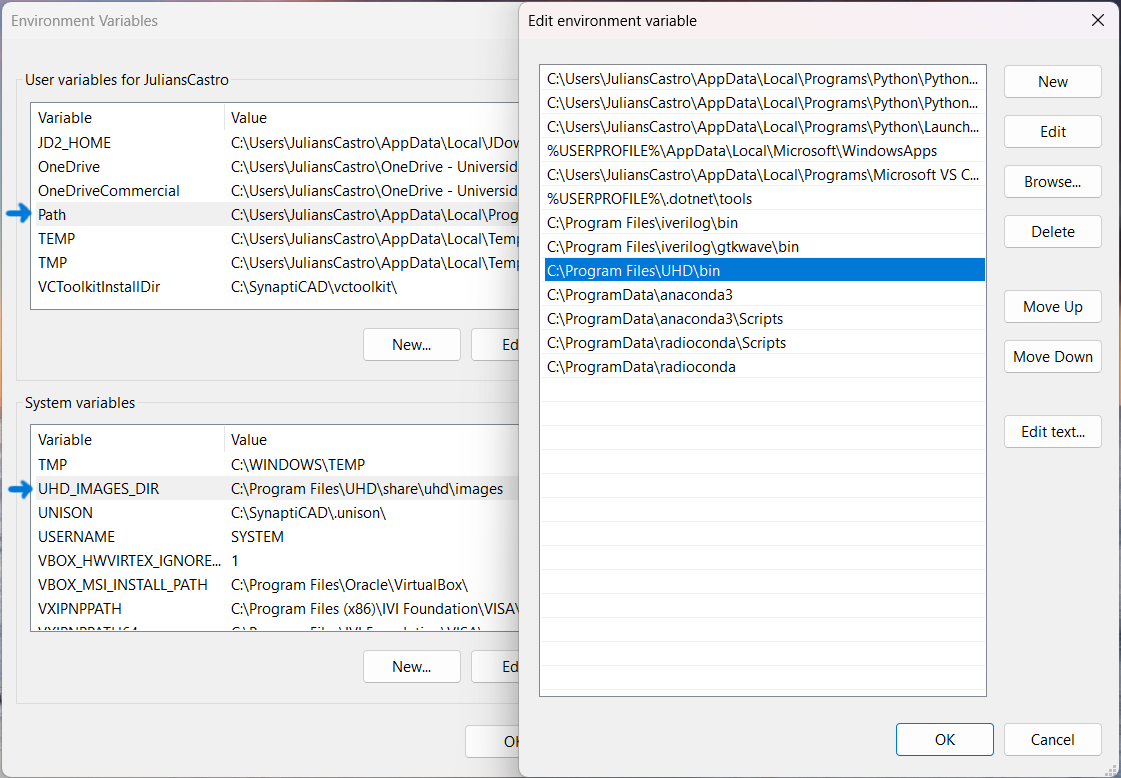 Environment Variables
User variables for JuliansCastro
Variable Value
JD2_HOME C:\Users\JuliansCastro\AppData\Local\JDow
OneDrive C:\Users\JuliansCastro\OneDrive - Universid
OneDriveCommercial C:\Users\JuliansCastro\OneDrive - Universid
Path C:\Users\JuliansCastro\AppData\Local\Prog
TEMP C:\Users\JuliansCastro\AppData\Local\Temp
TMP C:\Users\JuliansCastro\AppData\Local\Temp
VCToolkitInstallDir C:\SynaptiCAD\vctoolkit\
New... Ed
System variables
Variable Value
TMP C:\WINDOWS\TEMP
UHD_IMAGES_DIR C:\Program Files\UHD\share\uhd\images
UNISON C:\SynaptiCAD\.unison\
USERNAME SYSTEM
VBOX_HWVIRTEX_IGNORE... 1
VBOX_MSI_INSTALL_PATH C:\Program Files\Oracle\VirtualBox\
VXIPNPPATH C:\Program Files (x86)\IVI Foundation\VISA\
New... Ed
OK
Edit environment variable
C:\Users\JuliansCastro\AppData\Local\Programs\Python\Python...
C:\Users\JuliansCastro\AppData\Local\Programs\Python\Python...
C:\Users\JuliansCastro\AppData\Local\Programs\Python\Launch...
%USERPROFILE%\AppData\Local\Microsoft\WindowsApps
C:\Users\JuliansCastro\AppData\Local\Programs\Microsoft VS C...
%USERPROFILE%\.dotnet\tools
C:\Program Files\iverilog\bin
C:\Program Files\iverilog\gtkwave\bin
C:\Program Files\UHD\bin
C:\ProgramData\anaconda3
C:\ProgramData\anaconda3\Scripts
C:\ProgramData\radioconda\Scripts
C:\ProgramData\radioconda
New
Edit
Browse...
Delete
Move Up
Move Down
Edit text...
OK Cancel